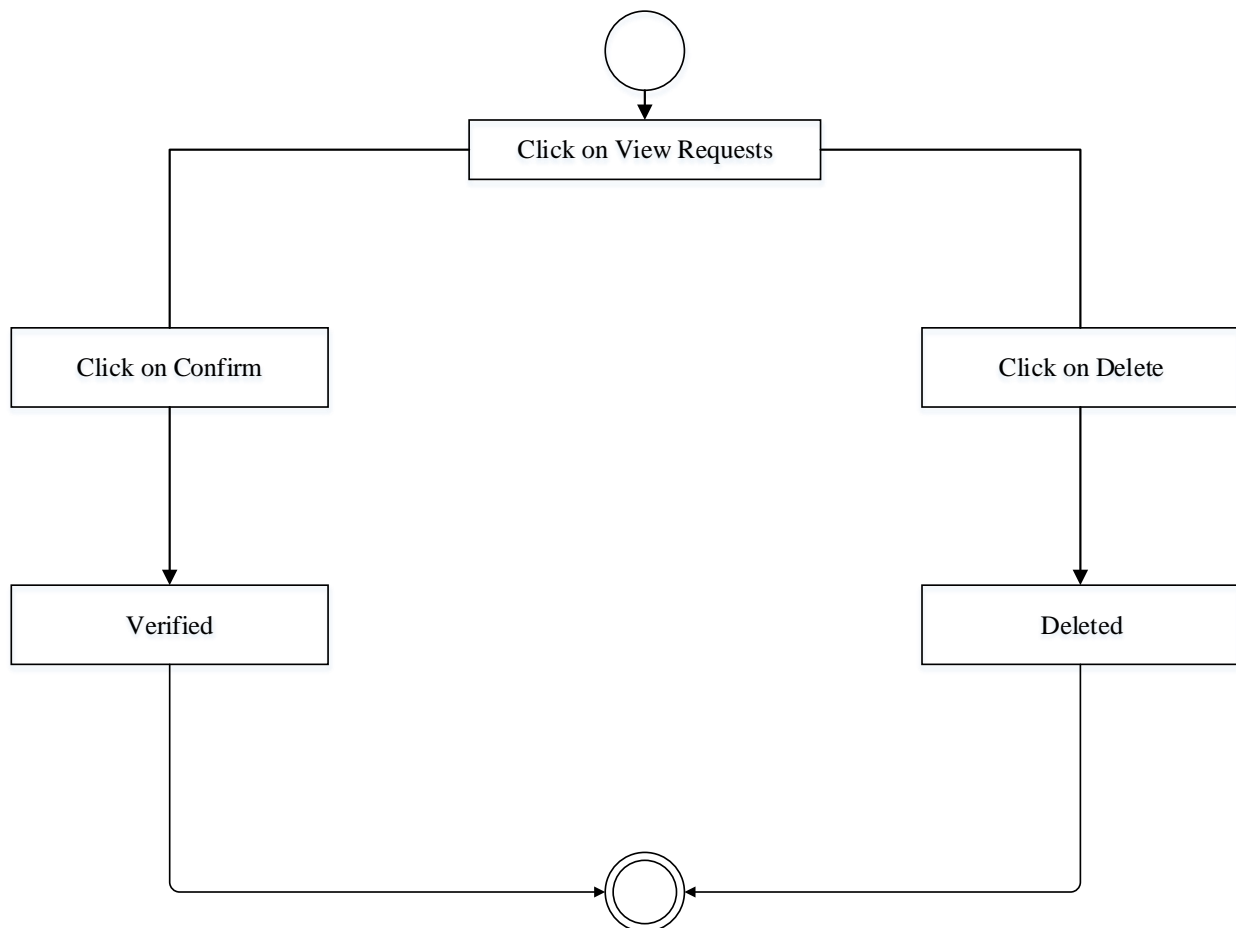 Click on View Requests
Click on Confirm
Click on Delete
Verified
Deleted